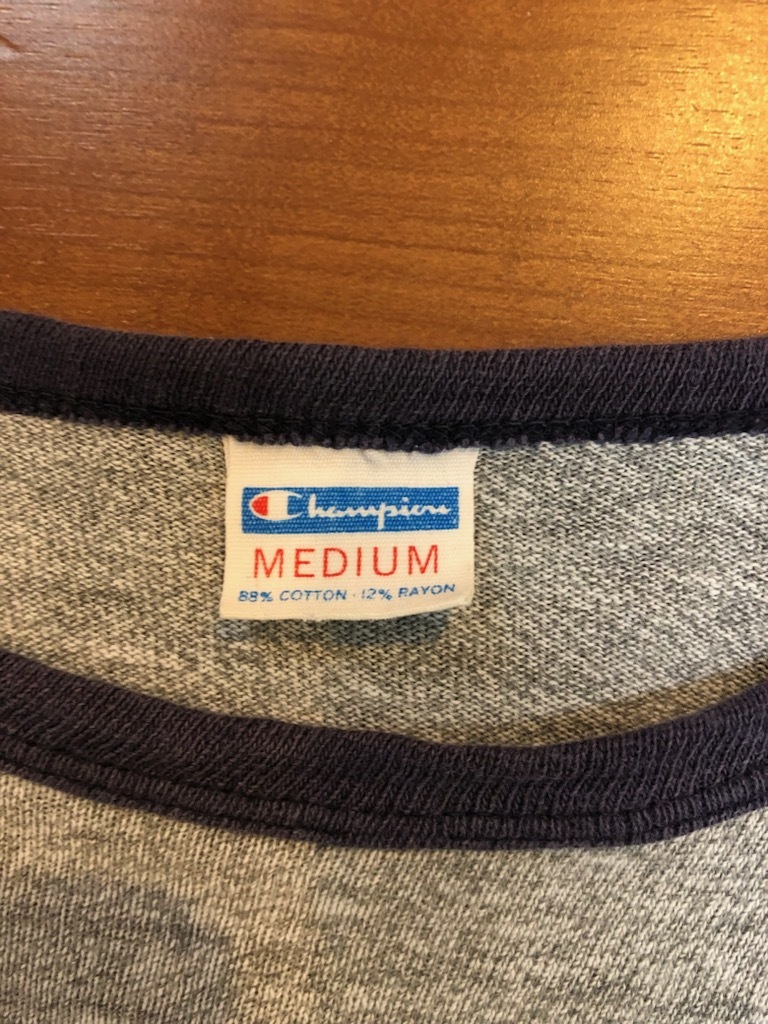 Champion
MEDIUM
88% COTTON · 12% RAYON